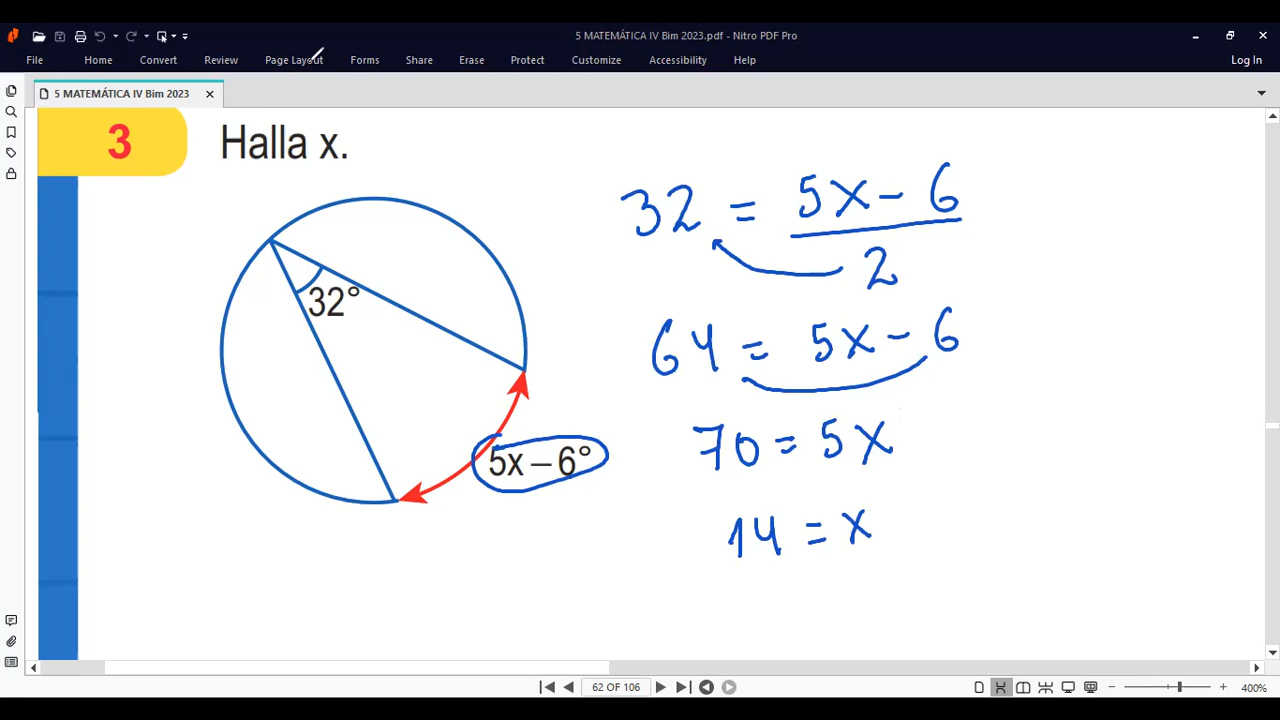 5 MATEMÁTICA IV Bim 2023.pdf - Nitro PDF Pro
File Home Convert Review Page Layout Forms Share Erase Protect Customize Accessibility Help Log In
5 MATEMÁTICA IV Bim 2023
3 Halla x.
32 = 5x - 6
2
32°
64 = 5x - 6
70 = 5x
5x – 6°
14 = x
62 OF 106
400%